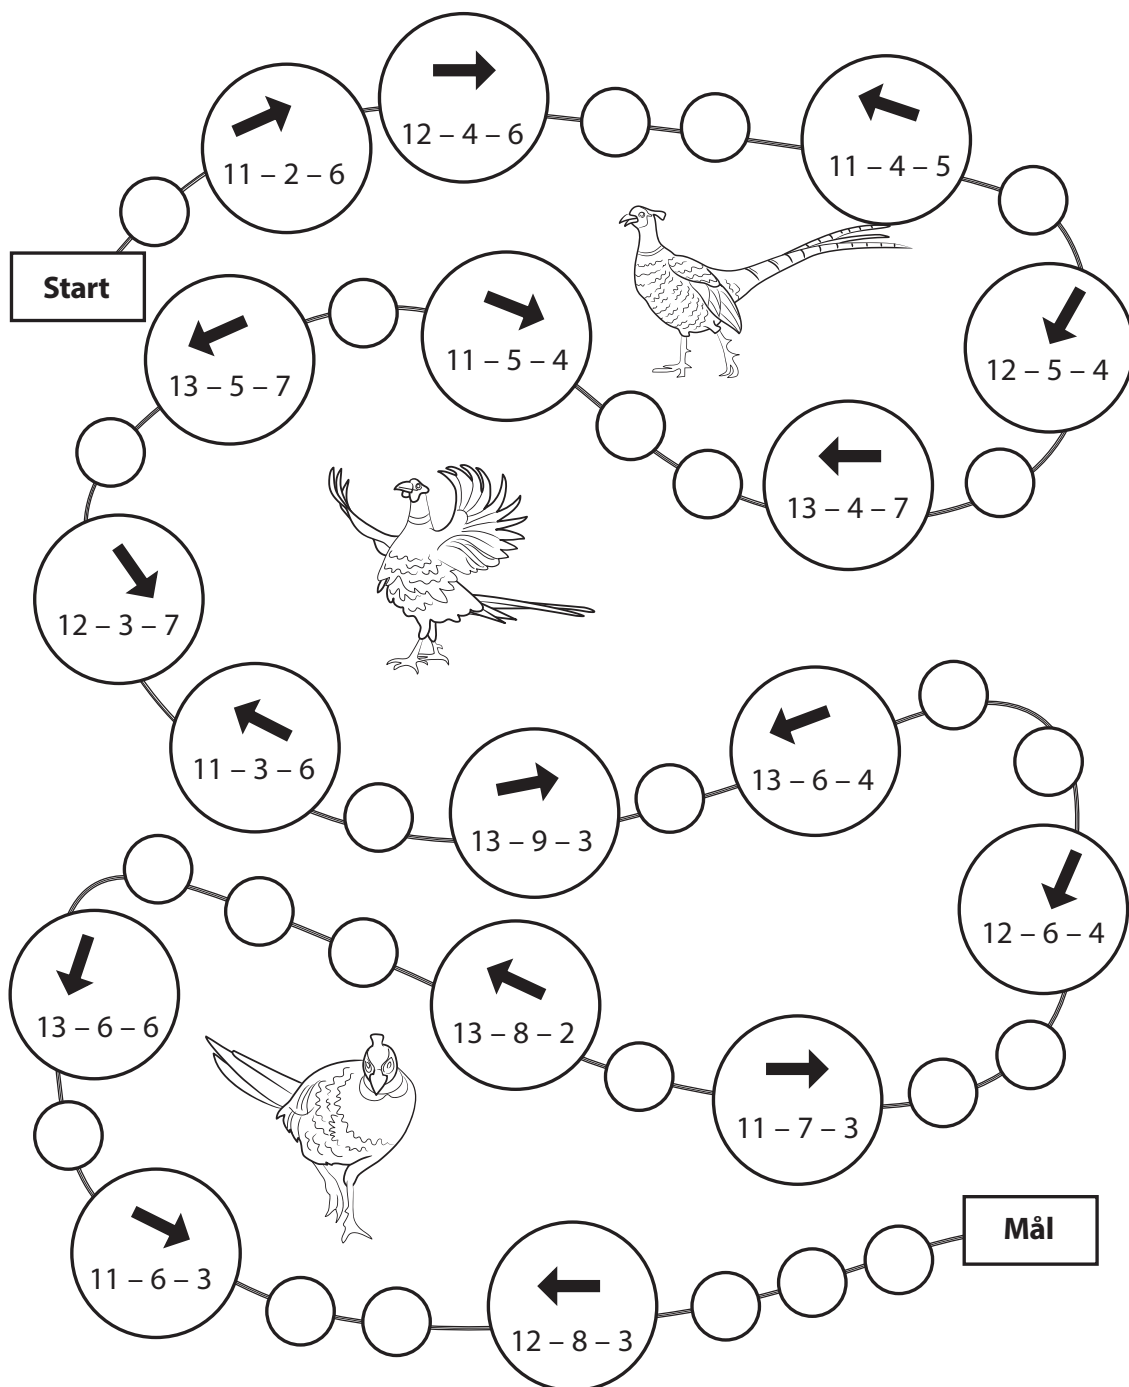 Start
11 – 2 – 6
12 – 4 – 6
11 – 4 – 5
12 – 5 – 4
13 – 4 – 7
11 – 5 – 4
13 – 5 – 7
12 – 3 – 7
11 – 3 – 6
13 – 9 – 3
13 – 6 – 4
12 – 6 – 4
11 – 7 – 3
13 – 8 – 2
13 – 6 – 6
11 – 6 – 3
12 – 8 – 3
Mål